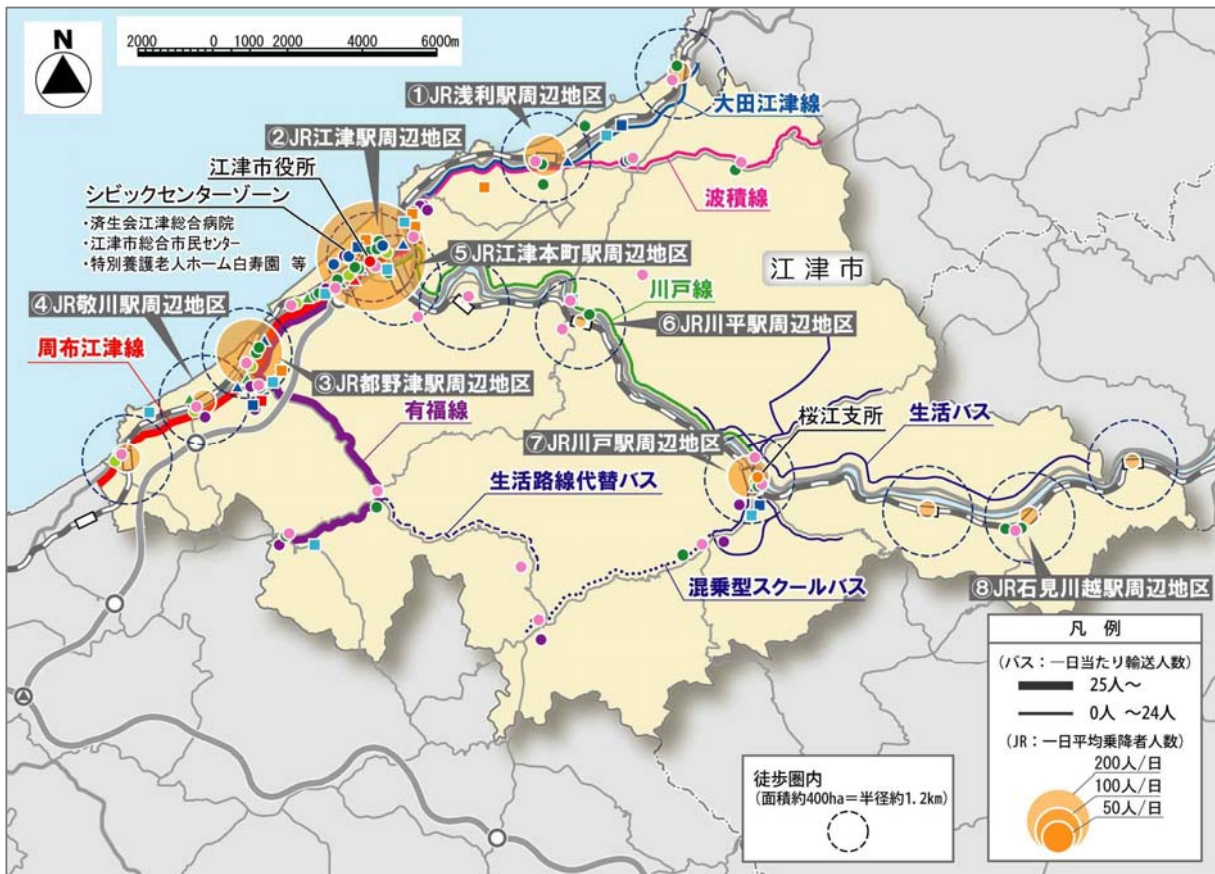 N
2000 0 1000 2000 4000 6000m
①JR浅利駅周辺地区
大田江津線
②JR江津駅周辺地区
江津市役所
波積線
シビックセンターゾーン
・済生会江津総合病院
・江津市総合市民センター
・特別養護老人ホーム白寿園 等
⑤JR江津本町駅周辺地区
江津市
川戸線
④JR敬川駅周辺地区
⑥JR川平駅周辺地区
周布江津線
③JR都野津駅周辺地区
有福線
桜江支所
生活バス
⑦JR川戸駅周辺地区
生活路線代替バス
混乗型スクールバス
⑧JR石見川越駅周辺地区
凡 例
(バス:一日当たり輸送人数)
25人～
0人 ～24人
(JR:一日平均乗降者人数)
200人/日
100人/日
50人/日
徒歩圏内
(面積約400ha=半径約1.2km)